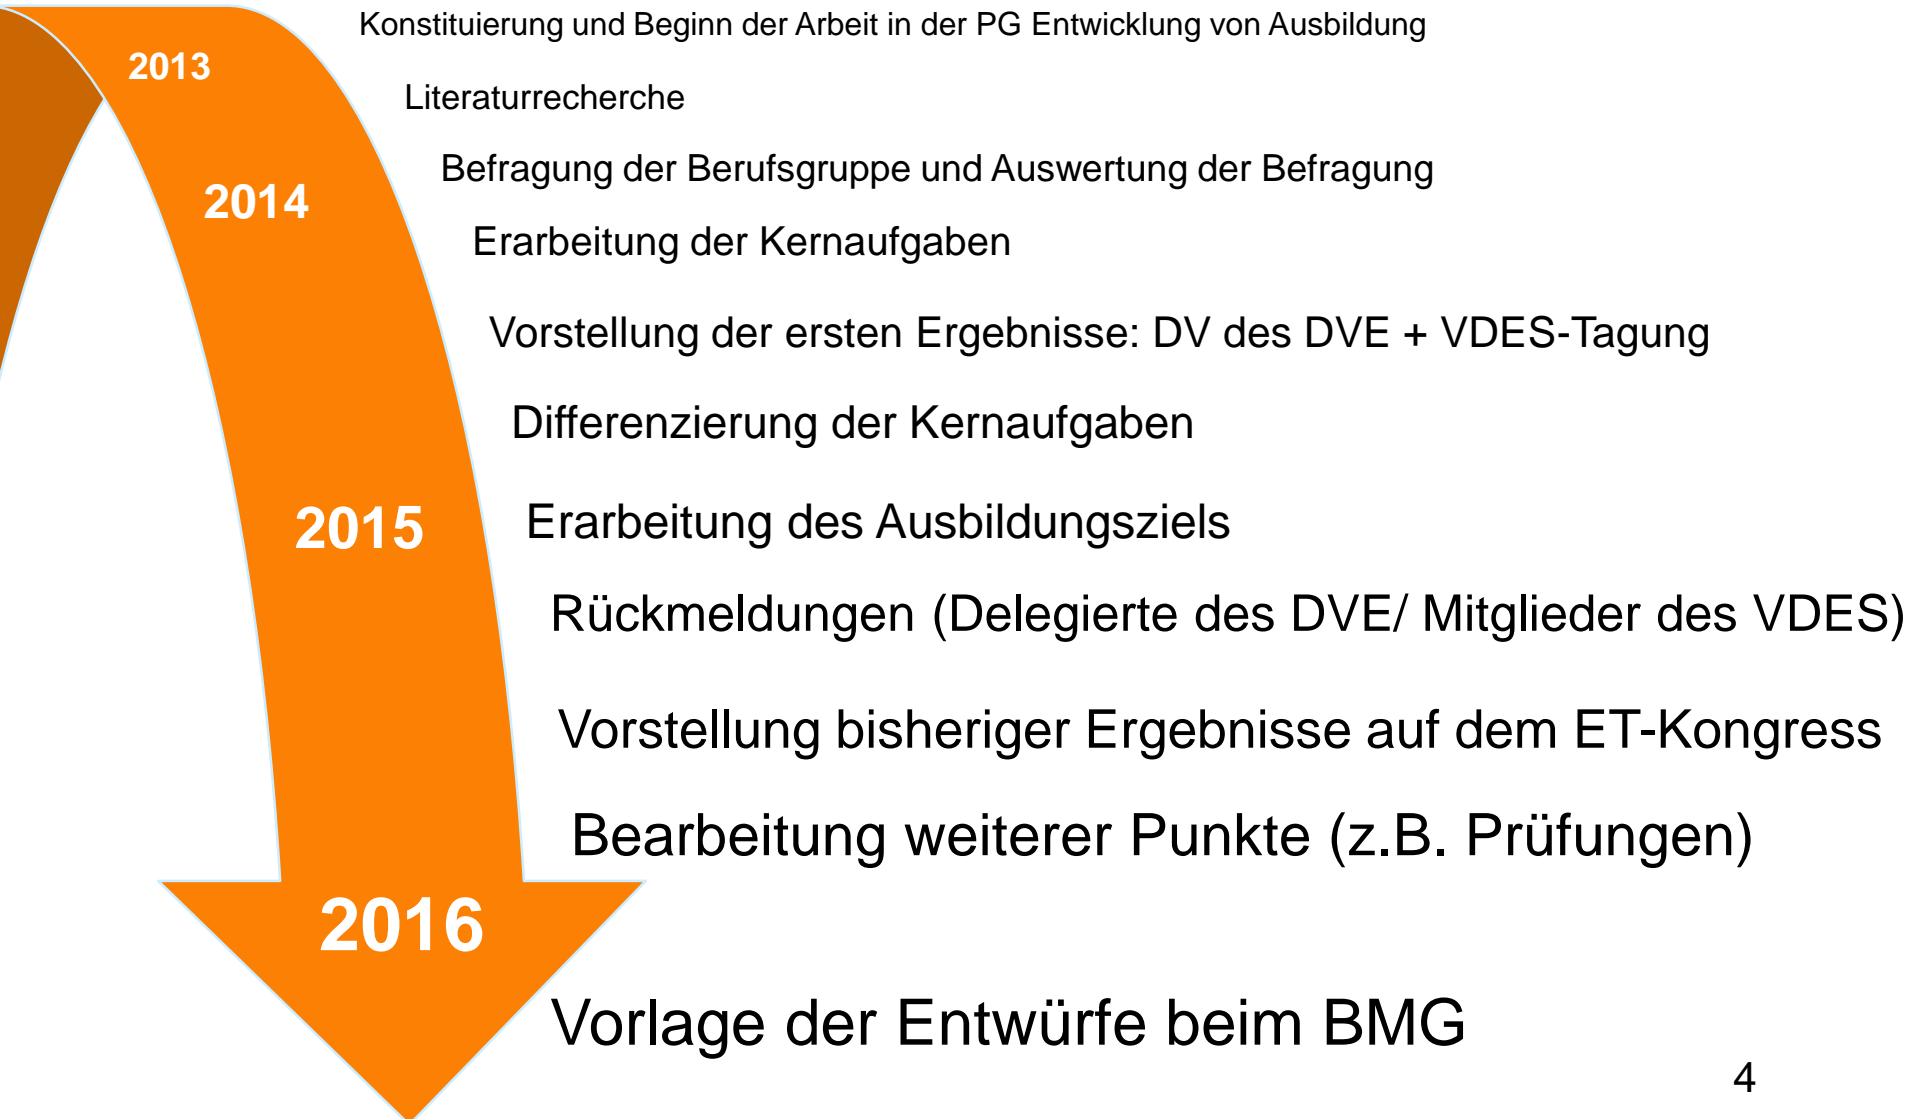 Konstituierung und Beginn der Arbeit in der PG Entwicklung von Ausbildung
2013
Literaturrecherche
Befragung der Berufsgruppe und Auswertung der Befragung
2014
Erarbeitung der Kernaufgaben
Vorstellung der ersten Ergebnisse: DV des DVE + VDES-Tagung
Differenzierung der Kernaufgaben
2015
Erarbeitung des Ausbildungsziels
Rückmeldungen (Delegierte des DVE/ Mitglieder des VDES)
Vorstellung bisheriger Ergebnisse auf dem ET-Kongress
Bearbeitung weiterer Punkte (z.B. Prüfungen)
2016
Vorlage der Entwürfe beim BMG
4